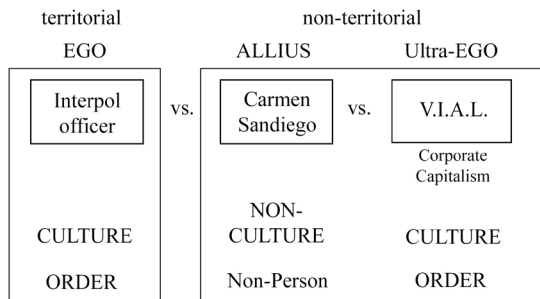 territorial non-territorial
EGO ALLIUS Ultra-EGO
Interpol officer vs. Carmen Sandiego vs. V.I.A.L.
Corporate Capitalism
CULTURE NON-CULTURE CULTURE
ORDER Non-Person ORDER